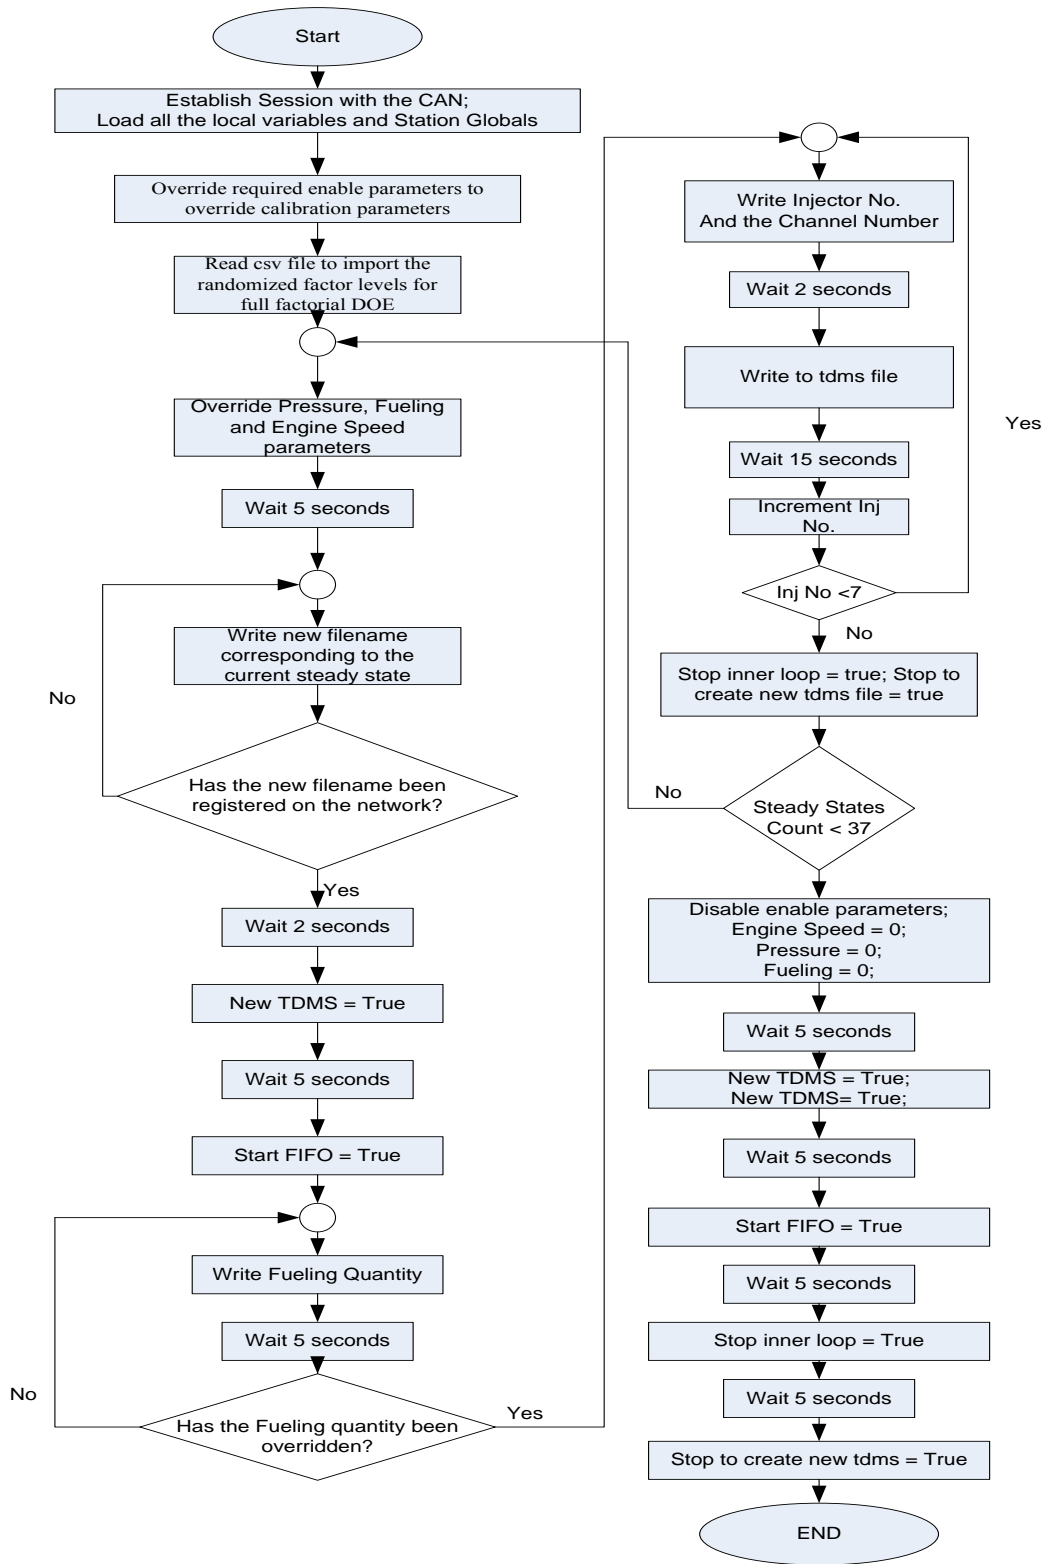 Start
Establish Session with the CAN;
Load all the local variables and Station Globals
Override required enable parameters to
override calibration parameters
Read csv file to import the
randomized factor levels for
full factorial DOE
Override Pressure, Fueling
and Engine Speed
parameters
Wait 5 seconds
Write new filename
corresponding to the
current steady state
No
Has the new filename been
registered on the network?
Yes
Wait 2 seconds
New TDMS = True
Wait 5 seconds
Start FIFO = True
Write Fueling Quantity
Wait 5 seconds
No
Has the Fueling quantity been
overridden?
Yes
Write Injector No.
And the Channel Number
Wait 2 seconds
Write to tdms file
Yes
Wait 15 seconds
Increment Inj
No.
Inj No <7
No
Stop inner loop = true; Stop to
create new tdms file = true
No
Steady States
Count < 37
Disable enable parameters;
Engine Speed = 0;
Pressure = 0;
Fueling = 0;
Wait 5 seconds
New TDMS = True;
New TDMS= True;
Wait 5 seconds
Start FIFO = True
Wait 5 seconds
Stop inner loop = True
Wait 5 seconds
Stop to create new tdms = True
END